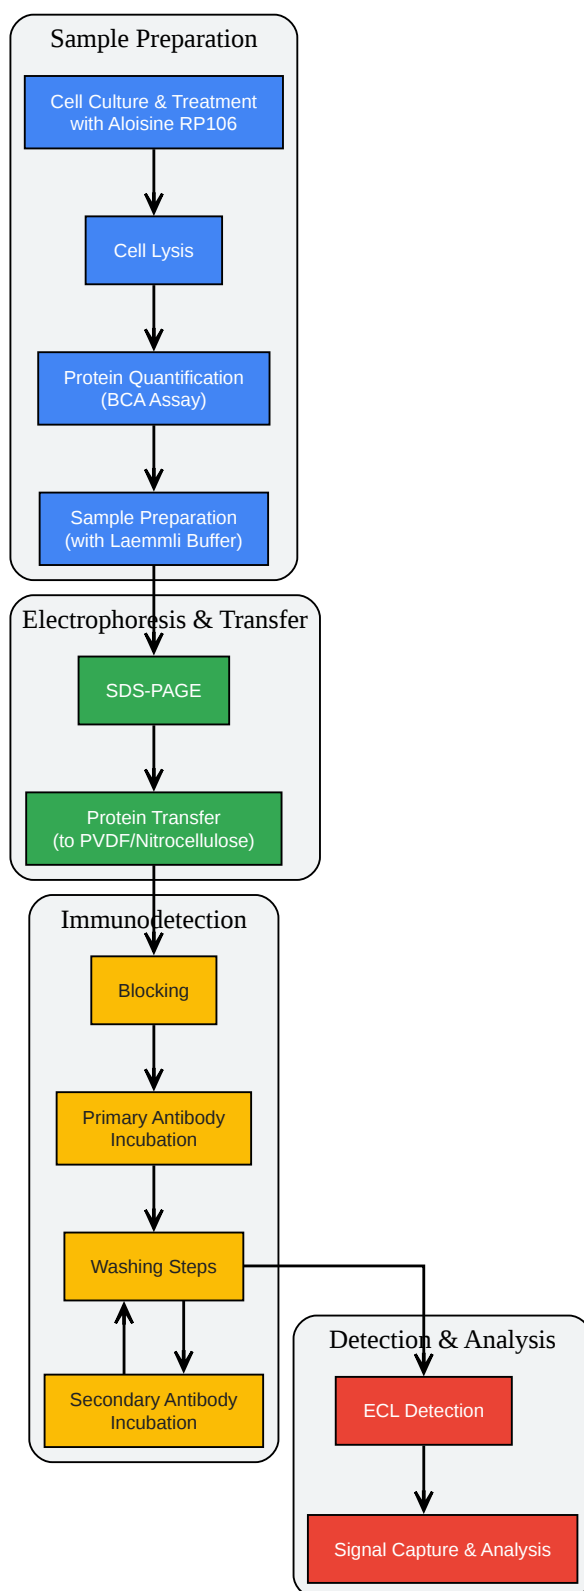 Sample Preparation
Cell Culture & Treatment
with Aloisine RP106
Cell Lysis
Protein Quantification
(BCA Assay)
Sample Preparation
(with Laemmli Buffer)
Electrophoresis & Transfer
SDS-PAGE
Protein Transfer
(to PVDF/Nitrocellulose)
Immunodetection
Blocking
Primary Antibody
Incubation
Washing Steps
Secondary Antibody
Incubation
Detection & Analysis
ECL Detection
Signal Capture & Analysis